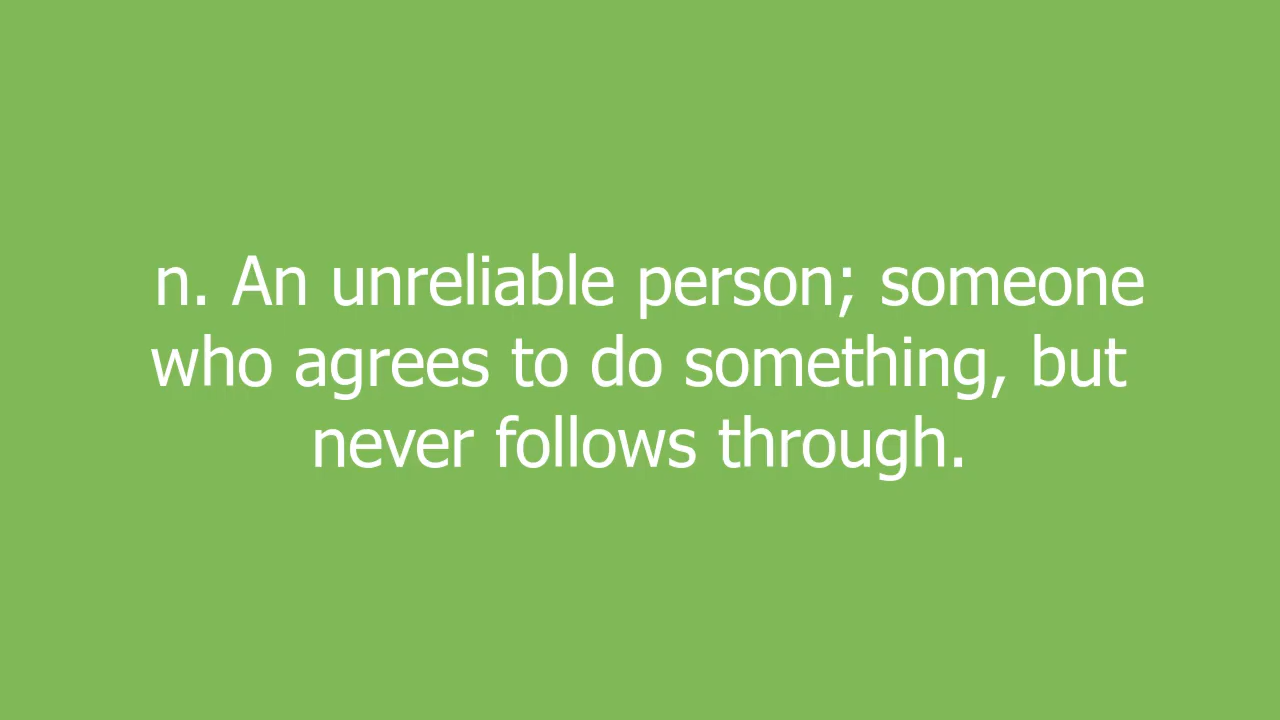 n. An unreliable person; someone
who agrees to do something, but
never follows through.